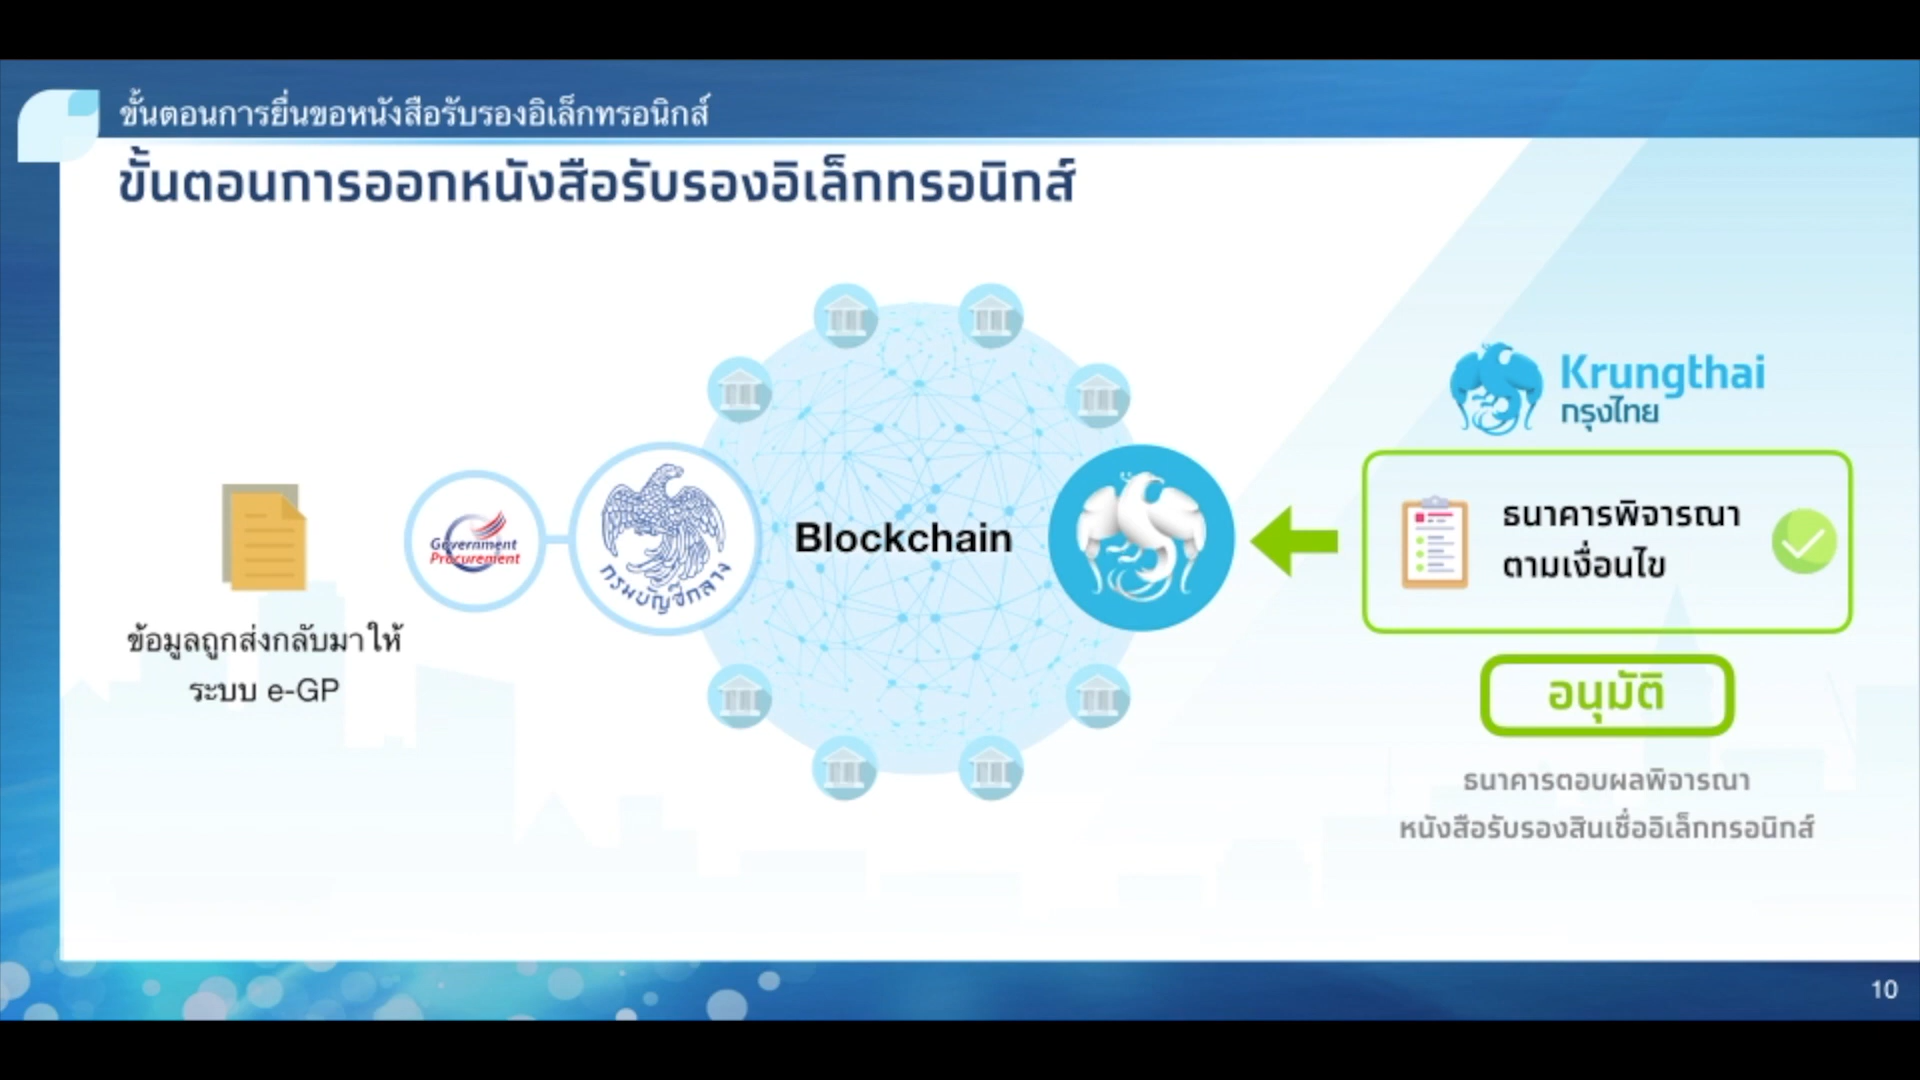 ขั้นตอนการยื่นขอหนังสือรับรองอิเล็กทรอนิกส์
ขั้นตอนการออกหนังสือรับรองอิเล็กทรอนิกส์
ข้อมูลถูกส่งกลับมาให้
ระบบ e-GP
Government
Procurement
กรมบัญชีกลาง
Blockchain
Krungthai
กรุงไทย
ธนาคารพิจารณา
ตามเงื่อนไข
อนุมัติ
ธนาคารตอบผลพิจารณา
หนังสือรับรองสินเชื่ออิเล็กทรอนิกส์
10